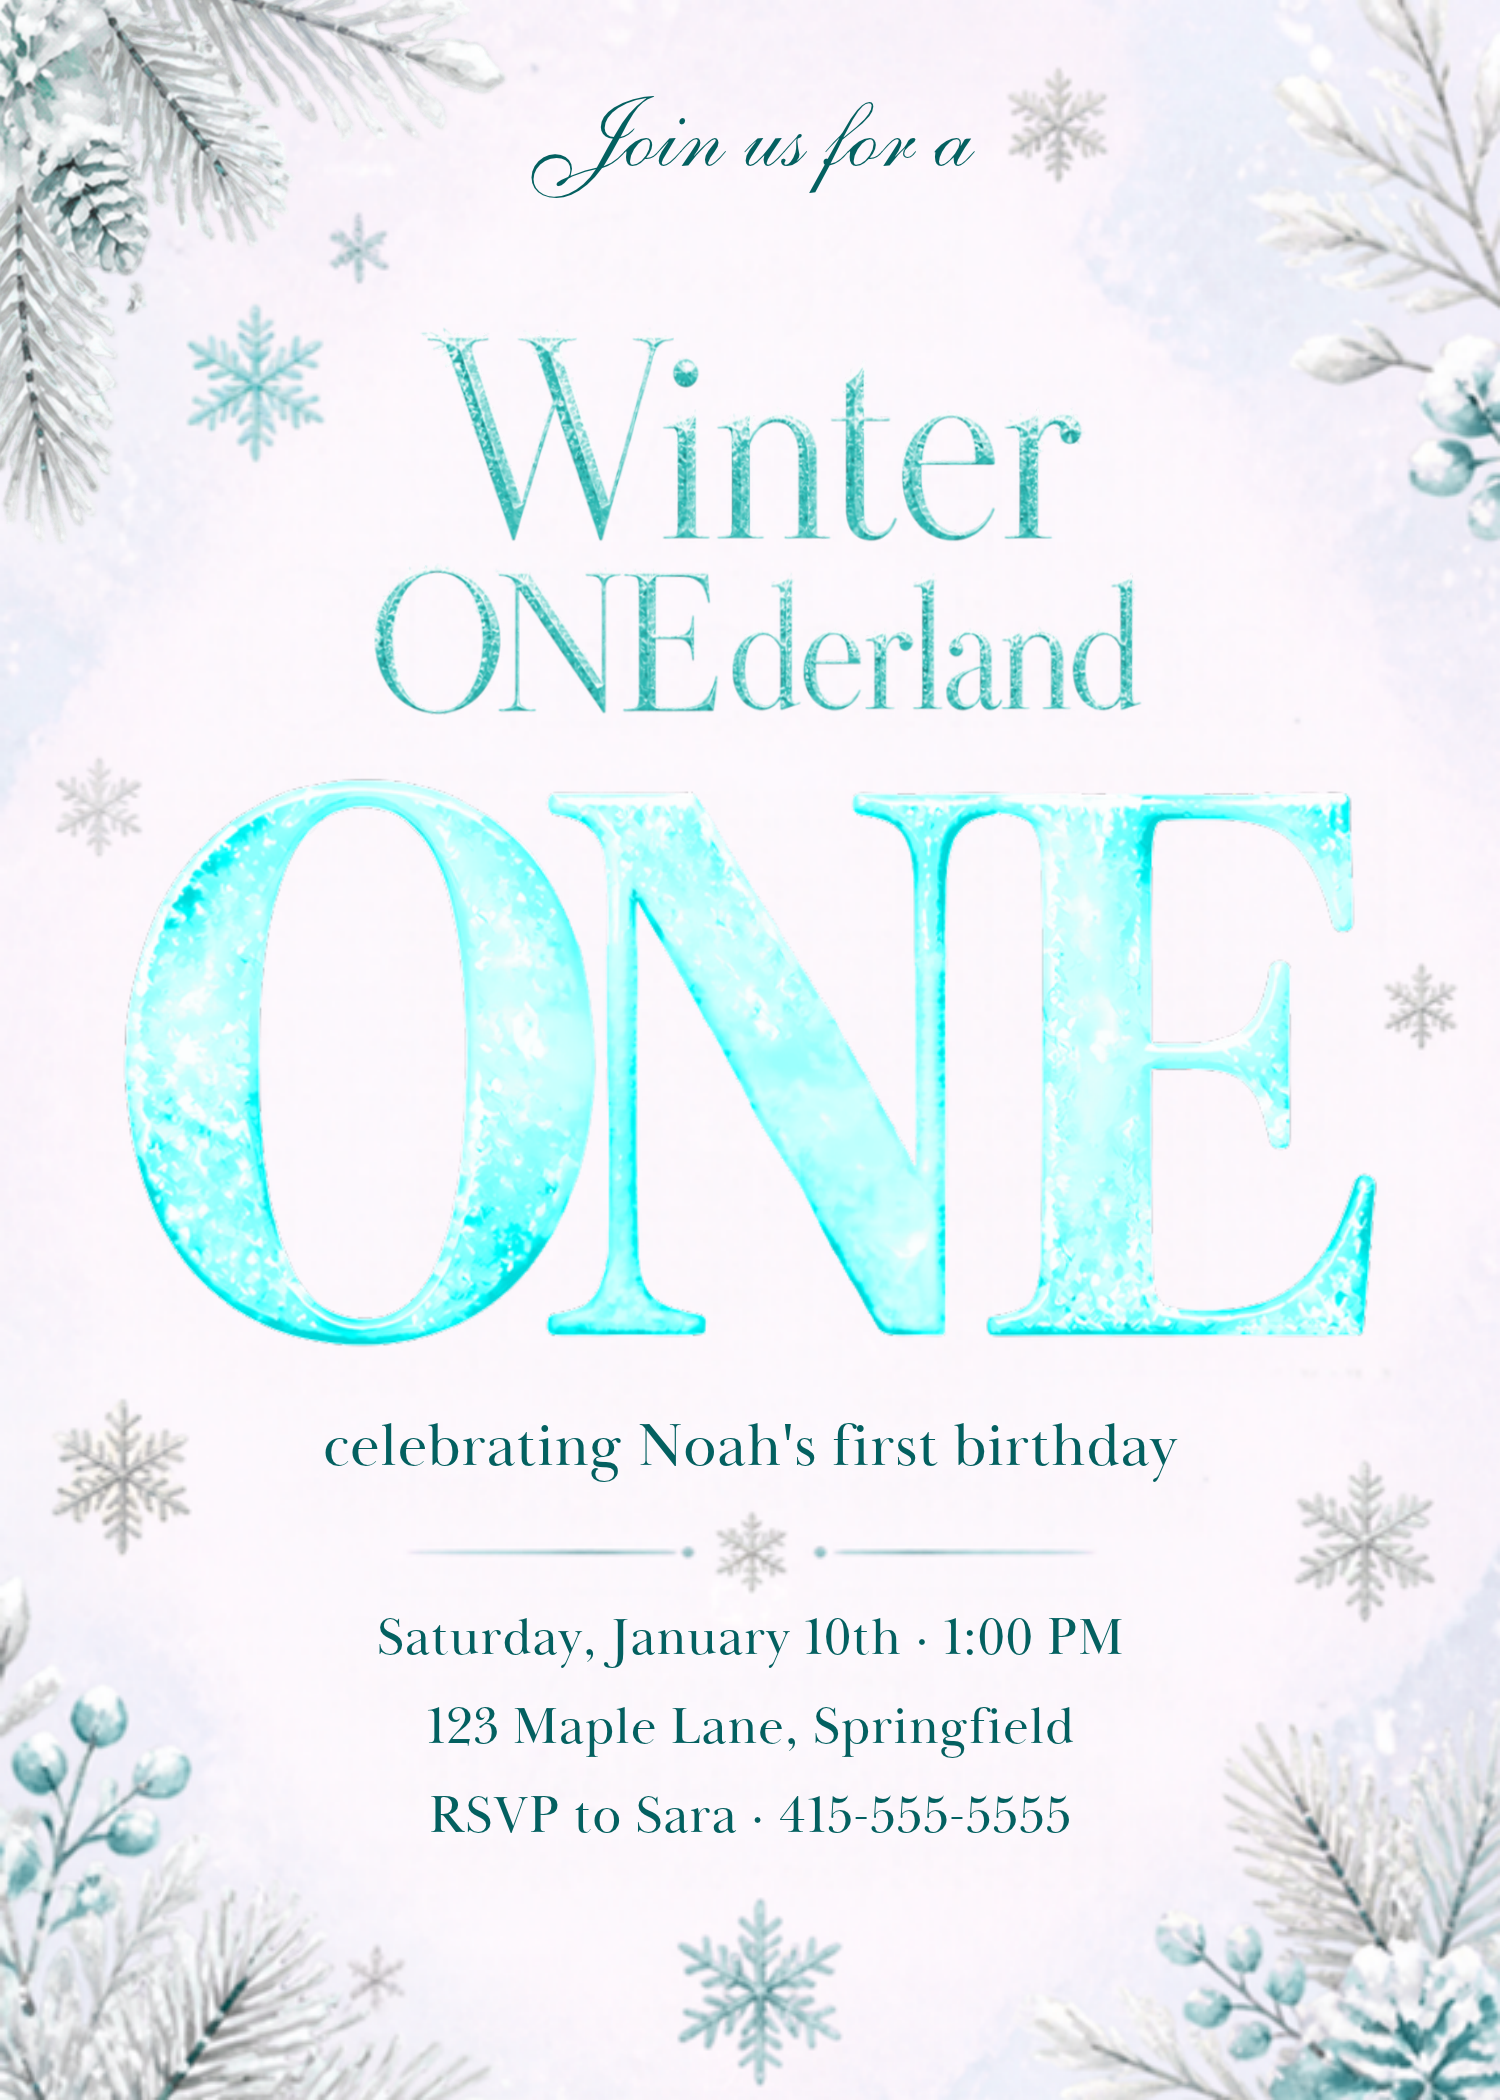 Join us for a
Winter
ONEderland
ONE
celebrating Noah's first birthday
Saturday, January 10th · 1:00 PM
123 Maple Lane, Springfield
RSVP to Sara · 415-555-5555